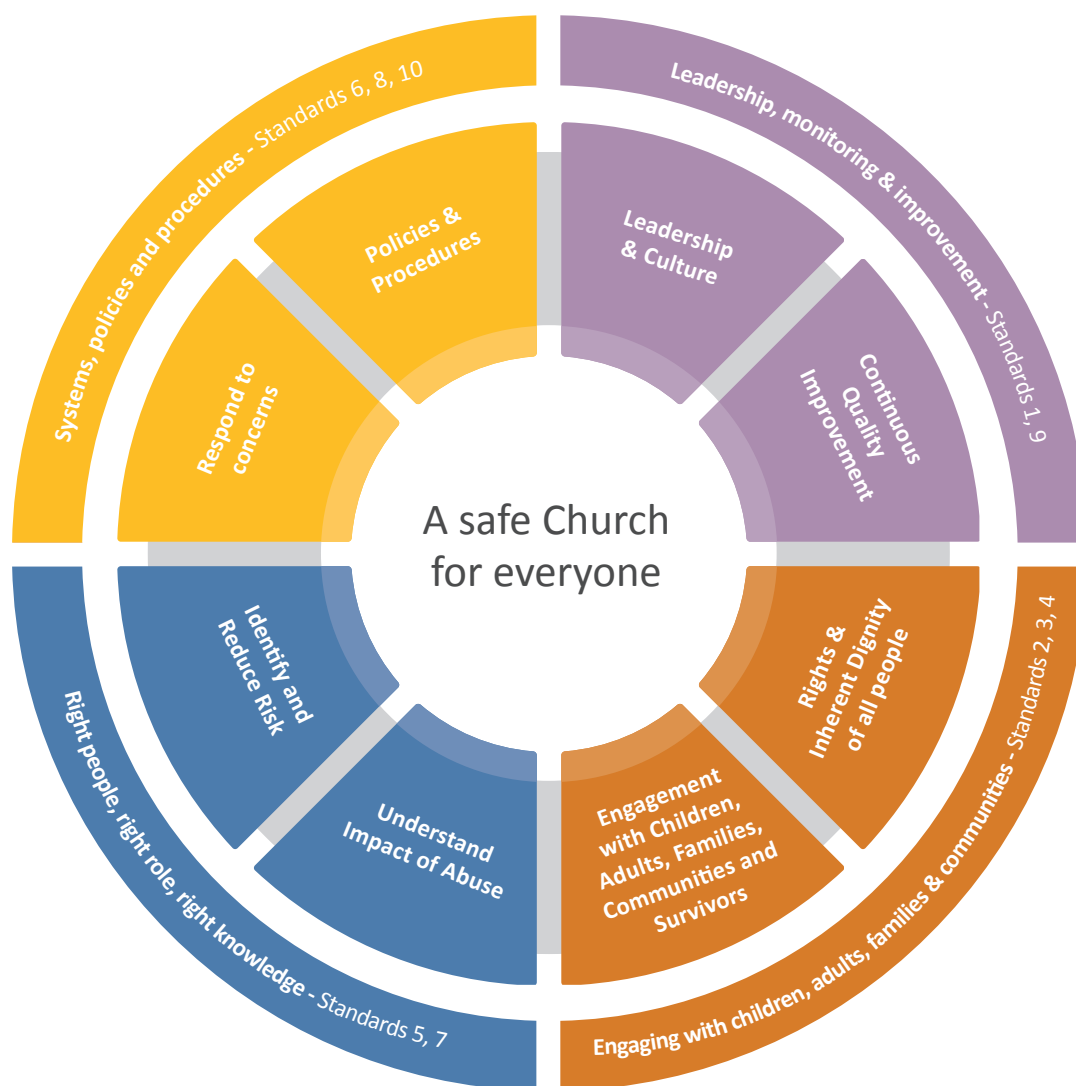 Systems, policies and procedures - Standards 6, 8, 10
Leadership, monitoring & improvement - Standards 1, 9
Policies &
Procedures
Leadership
& Culture
Respond to
concerns
Continuous
Quality
Improvement
A safe Church
for everyone
Identify and
Reduce Risk
Rights &
Inherent Dignity
of all people
Understand
Impact of Abuse
Engagement
with Children,
Adults, Families,
Communities and
Survivors
Right people, right role, right knowledge - Standards 5, 7
Engaging with children, adults, families & communities - Standards 2, 3, 4